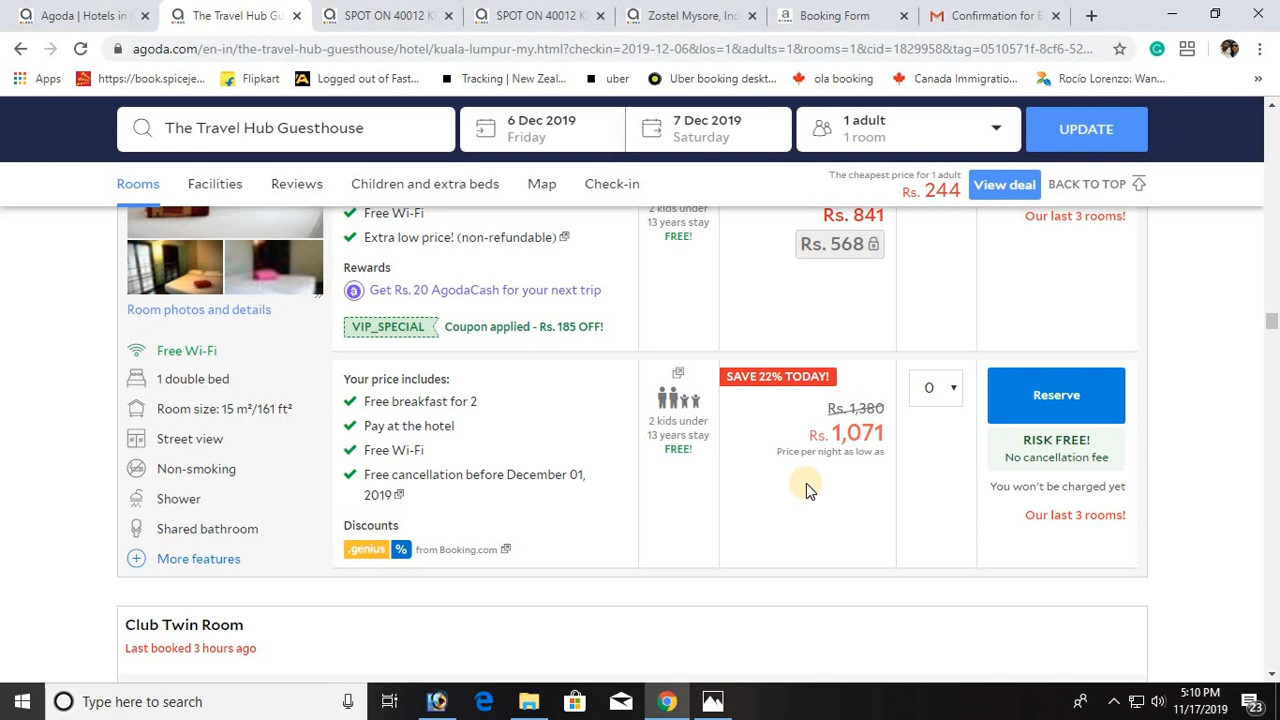 Agoda | Hotels in
The Travel Hub Gu
SPOT ON 40012 K
SPOT ON 40012 K
Zostel Mysore, Ind
Booking Form
Confirmation for E
agoda.com/en-in/the-travel-hub-guesthouse/hotel/kuala-lumpur-my.html?checkin=2019-12-06&los=1&adults=1&rooms=1&cid=1829958&tag=0510571f-8cf6-52...
Apps
https://book.spiceje...
Flipkart
Logged out of Fast...
Tracking | New Zeal...
uber
Uber booking deskt...
ola booking
Canada Immigratio...
Rocío Lorenzo: Wan...
»
The Travel Hub Guesthouse
6 Dec 2019
Friday
7 Dec 2019
Saturday
1 adult
1 room
UPDATE
Rooms
Facilities
Reviews
Children and extra beds
Map
Check-in
The cheapest price for 1 adult
Rs. 244
View deal
BACK TO TOP
Free Wi-Fi
Extra low price! (non-refundable)
Rewards
Get Rs. 20 AgodaCash for your next trip
VIP_SPECIAL Coupon applied - Rs. 185 OFF!
2 kids under
13 years stay
FREE!
Rs. 841
Rs. 568
Our last 3 rooms!
Room photos and details
Free Wi-Fi
1 double bed
Room size: 15 m²/161 ft²
Street view
Non-smoking
Shower
Shared bathroom
More features
Your price includes:
Free breakfast for 2
Pay at the hotel
Free Wi-Fi
Free cancellation before December 01,
2019
Discounts
.genius % from Booking.com
2 kids under
13 years stay
FREE!
SAVE 22% TODAY!
Rs. 1,380
Rs. 1,071
Price per night as low as
0
Reserve
RISK FREE!
No cancellation fee
You won't be charged yet
Our last 3 rooms!
Club Twin Room
Last booked 3 hours ago
Type here to search
5:10 PM
11/17/2019
23